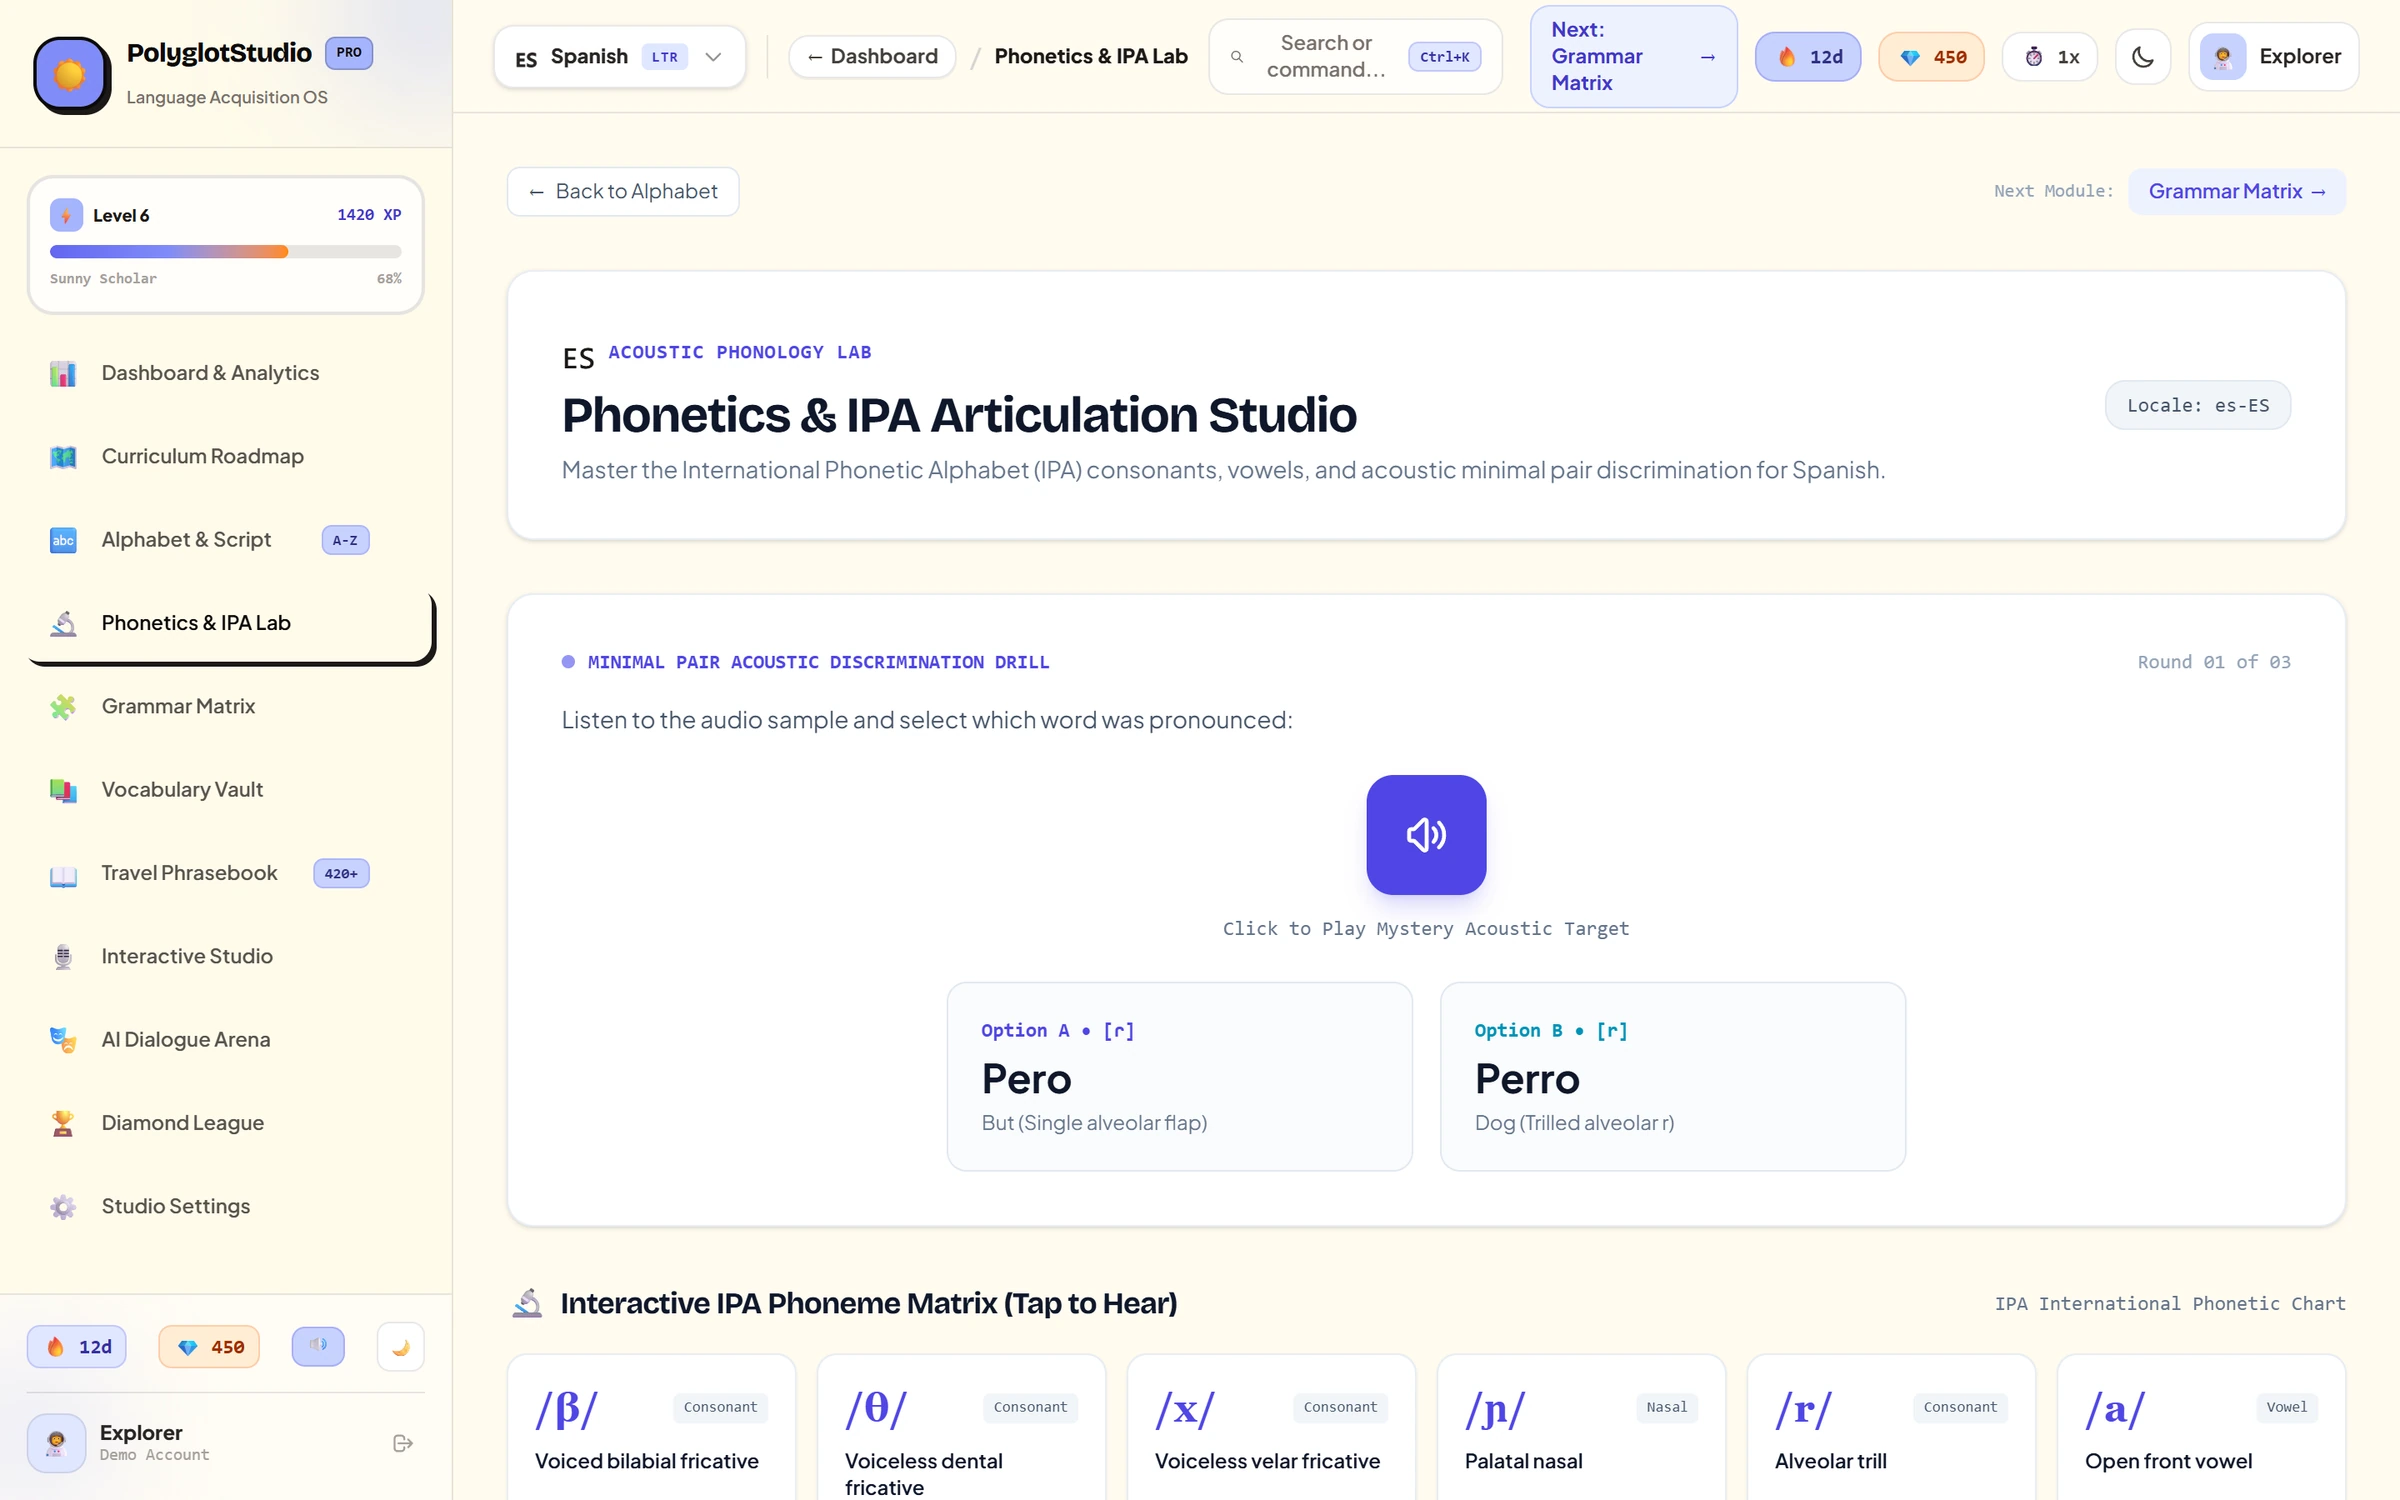 PolyglotStudio PRO
Language Acquisition OS
Level 6 1420 XP
Sunny Scholar 68%
Dashboard & Analytics
Curriculum Roadmap
abc Alphabet & Script A-Z
Phonetics & IPA Lab
Grammar Matrix
Vocabulary Vault
Travel Phrasebook 420+
Interactive Studio
AI Dialogue Arena
Diamond League
Studio Settings
12d 450
Explorer
Demo Account
ES Spanish LTR
← Dashboard / Phonetics & IPA Lab
Search or
command...
Ctrl+K
Next:
Grammar
Matrix
→
12d
450
1x
Explorer
← Back to Alphabet
Next Module: Grammar Matrix →
ES ACOUSTIC PHONOLOGY LAB
Phonetics & IPA Articulation Studio
Master the International Phonetic Alphabet (IPA) consonants, vowels, and acoustic minimal pair discrimination for Spanish.
Locale: es-ES
MINIMAL PAIR ACOUSTIC DISCRIMINATION DRILL
Round 01 of 03
Listen to the audio sample and select which word was pronounced:
Click to Play Mystery Acoustic Target
Option A • [ɾ]
Pero
But (Single alveolar flap)
Option B • [r]
Perro
Dog (Trilled alveolar r)
Interactive IPA Phoneme Matrix (Tap to Hear)
IPA International Phonetic Chart
/β/ Consonant
Voiced bilabial fricative
/θ/ Consonant
Voiceless dental
fricative
/x/ Consonant
Voiceless velar fricative
/ɲ/ Nasal
Palatal nasal
/r/ Consonant
Alveolar trill
/a/ Vowel
Open front vowel